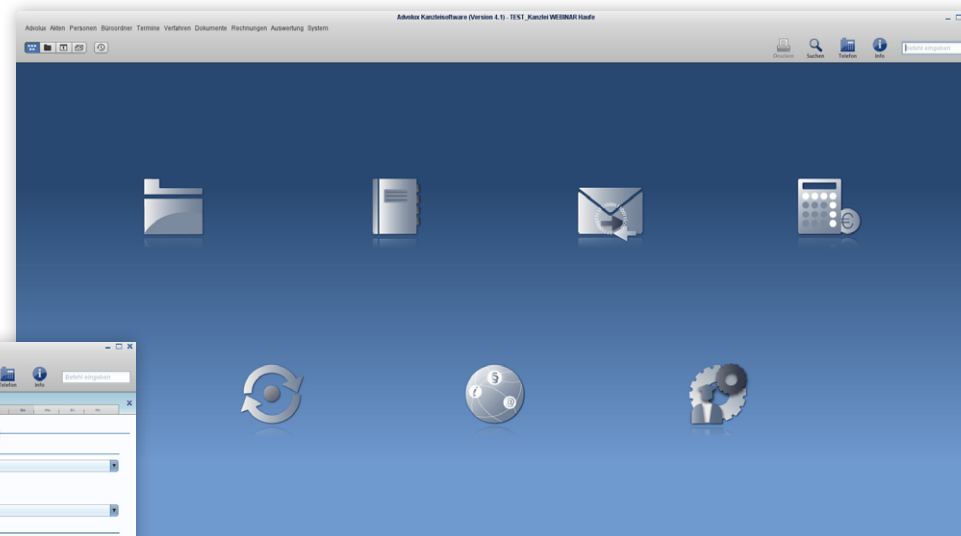 Advolux Kanzleisoftware (Version 4.1) - TEST_Kanzlei WEBINAR Haufe
Advolux Akten Personen Büroordner Termine Verfahren Dokumente Rechnungen Auswertung System
Drucken Suchen Telefon Info Befehl eingeben
Telefon Info Befehl eingeben